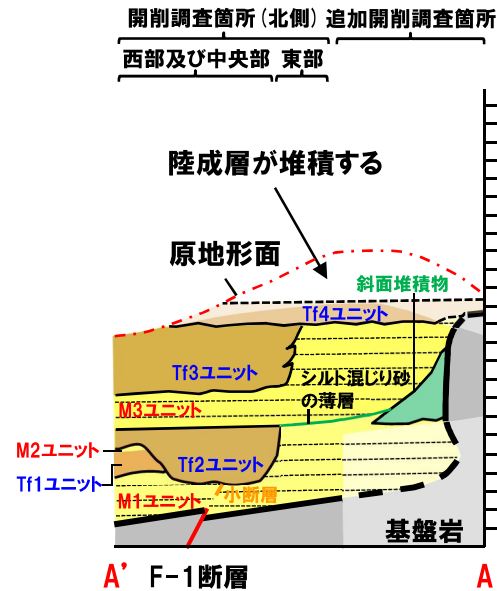 開削調査箇所(北側)
追加開削調査箇所
西部及び中央部
東部
陸成層が堆積する
原地形面
斜面堆積物
Tf4ユニット
Tf3ユニット
シルト混じり砂
の薄層
M3ユニット
M2ユニット
Tf2ユニット
Tf1ユニット
M1ユニット
小断層
基盤岩
A'
F-1断層
A